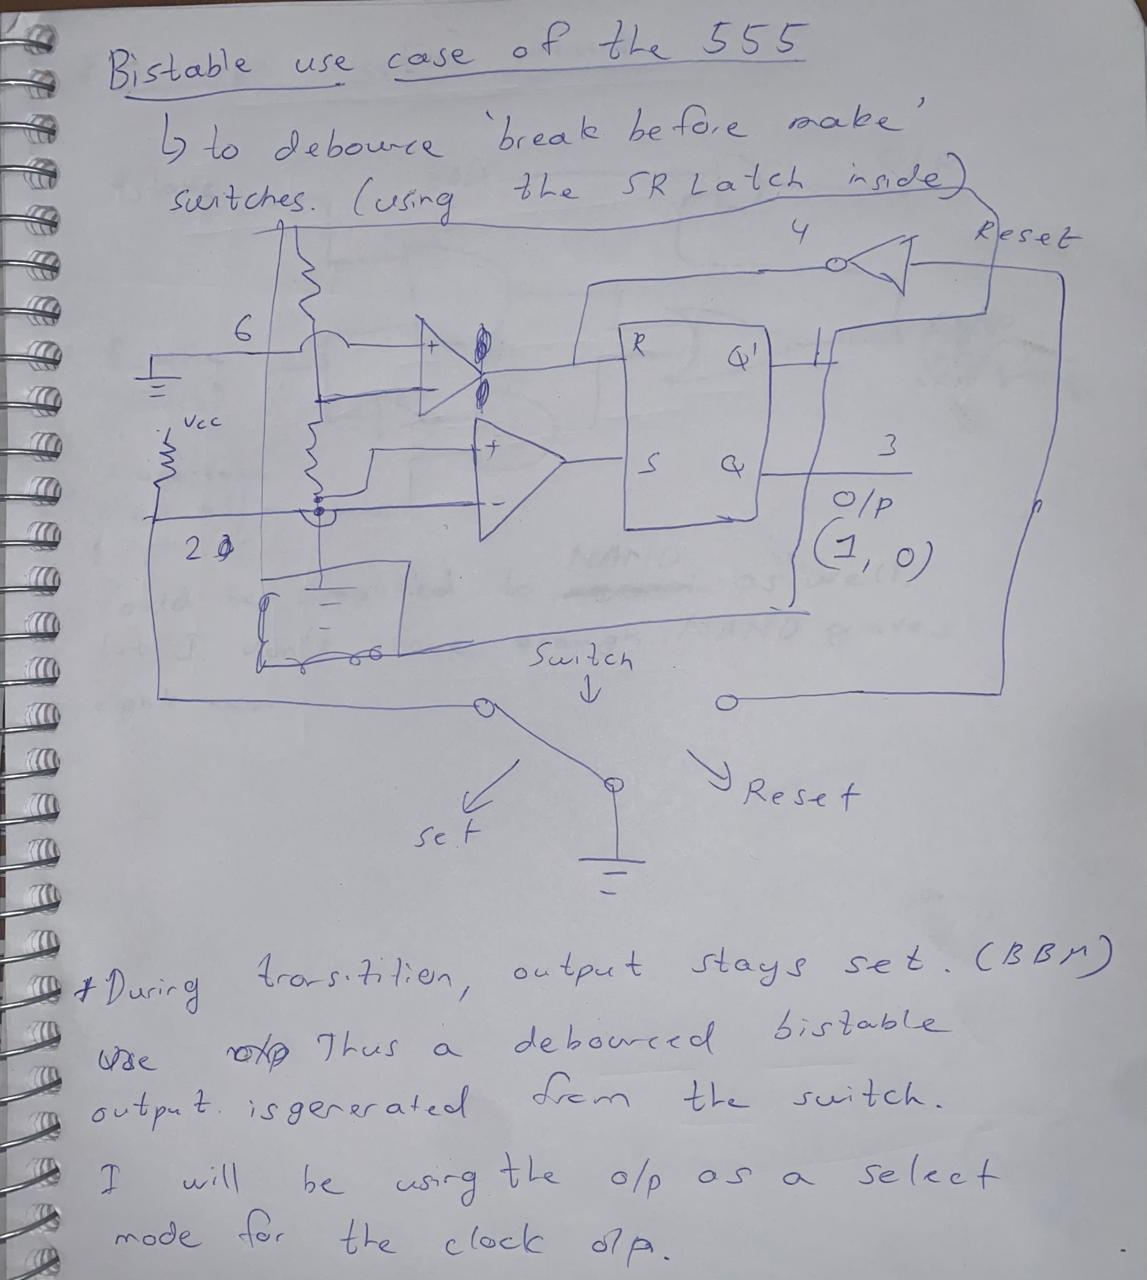 Bistable use case of the 555
↳ to debounce 'break before make'
switches. (using the SR Latch inside)
4 Reset
6
+
R Q'
Vcc
-
+
S Q 3
-
O/P
2
(1, 0)
Switch
↓
Reset
set
* During transitition, output stays set. (BBM)
Thus a debounced bistable
output. is generated from the switch.
I will be using the o/p as a select
mode for the clock o/p.